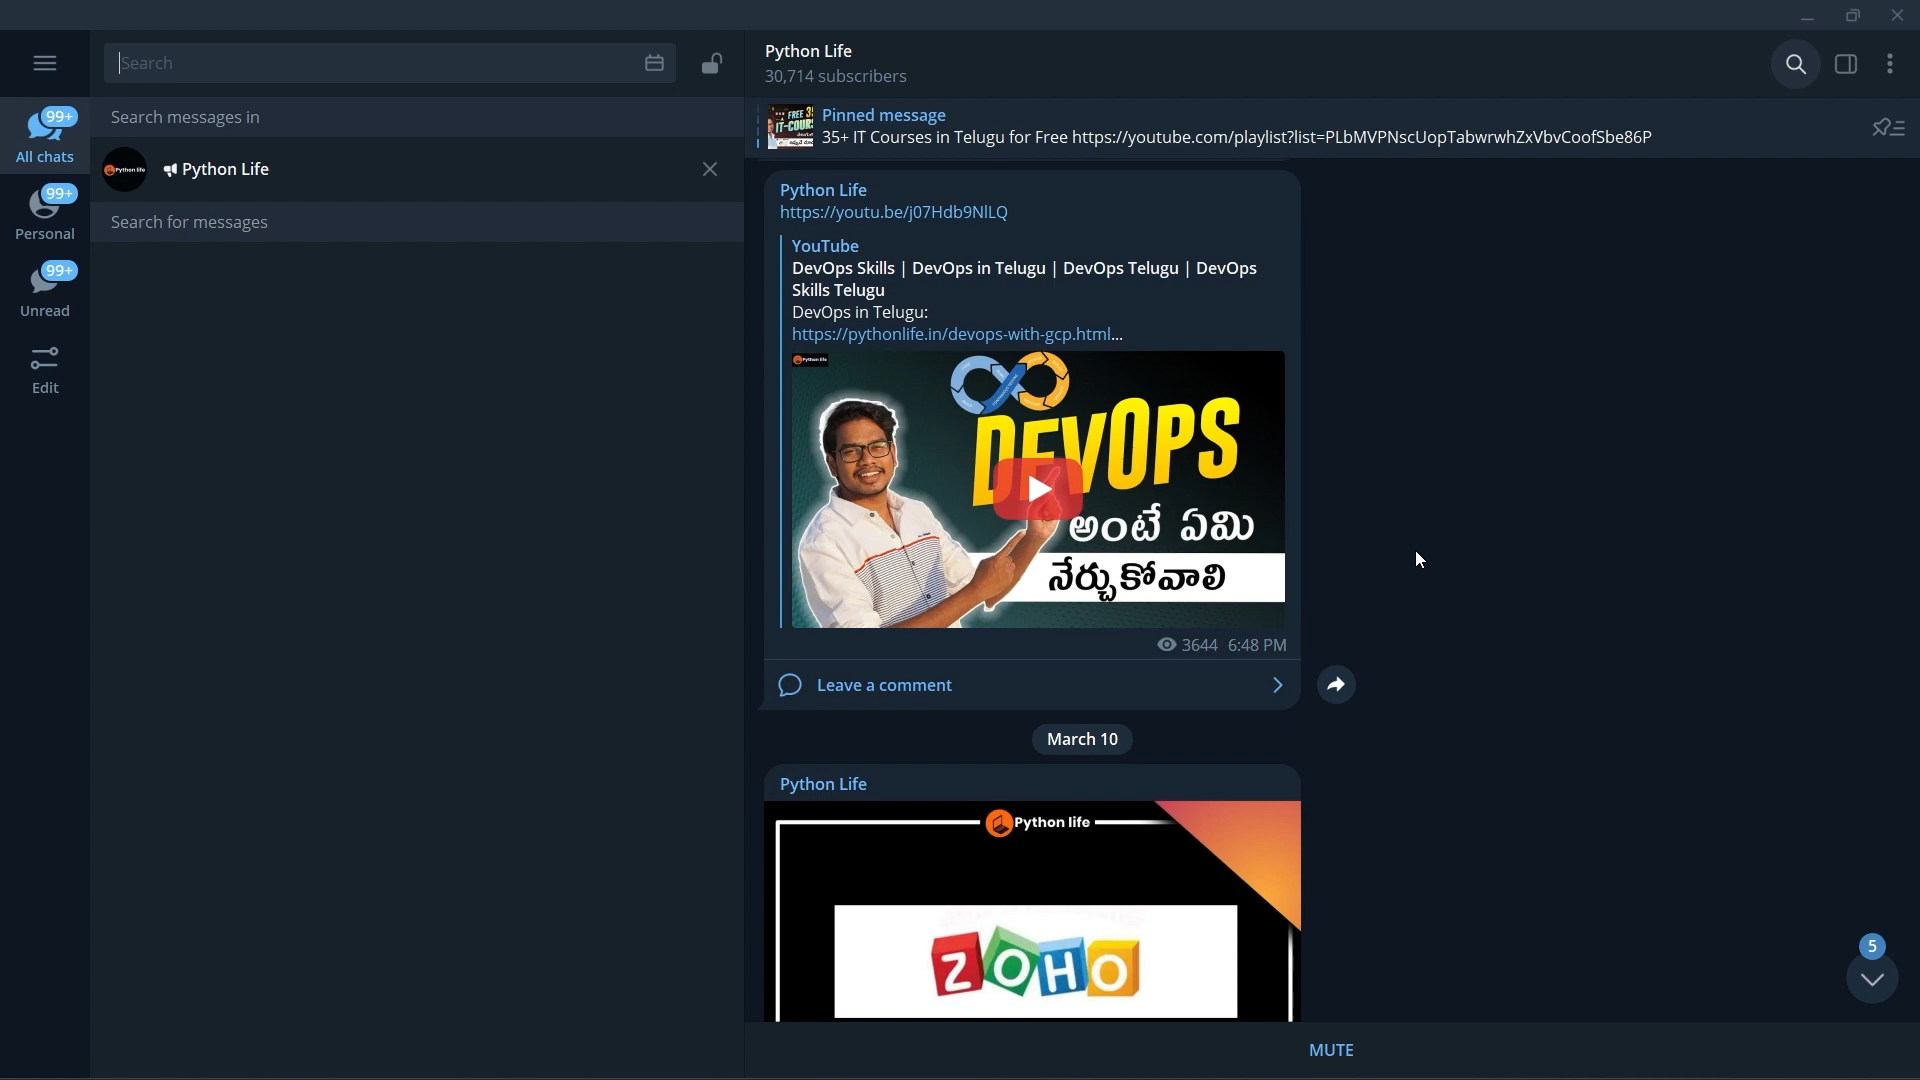 Search
Search messages in
Python Life
Search for messages
99+
All chats
99+
Personal
99+
Unread
Edit
Python Life
30,714 subscribers
Pinned message
35+ IT Courses in Telugu for Free https://youtube.com/playlist?list=PLbMVPNscUopTabwrwhZxVbvCoofSbe86P
Python Life
https://youtu.be/j07Hdb9NlLQ
YouTube
DevOps Skills | DevOps in Telugu | DevOps Telugu | DevOps
Skills Telugu
DevOps in Telugu:
https://pythonlife.in/devops-with-gcp.html...
Python life
DEVOPS
అంటే ఏమి
నేర్చుకోవాలి
3644 6:48 PM
Leave a comment
March 10
Python Life
Python life
ZOHO
5
MUTE